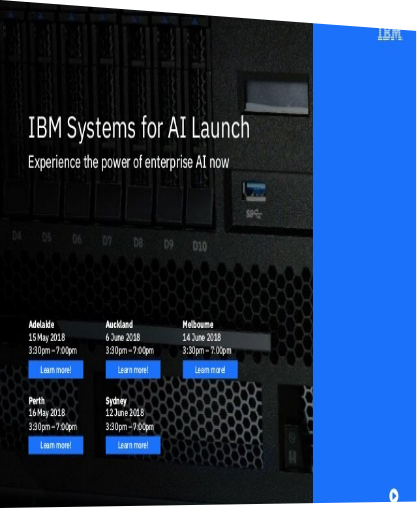 IBM
IBM Systems for AI Launch
Experience the power of enterprise AI now
D4 D5 D6 D7 D8 D9 D10
Adelaide
15 May 2018
3:30pm – 7:00pm
Learn more!
Auckland
6 June 2018
3:30pm – 7:00pm
Learn more!
Melbourne
14 June 2018
3:30pm – 7:00pm
Learn more!
Perth
16 May 2018
3:30pm – 7:00pm
Learn more!
Sydney
12 June 2018
3:30pm – 7:00pm
Learn more!